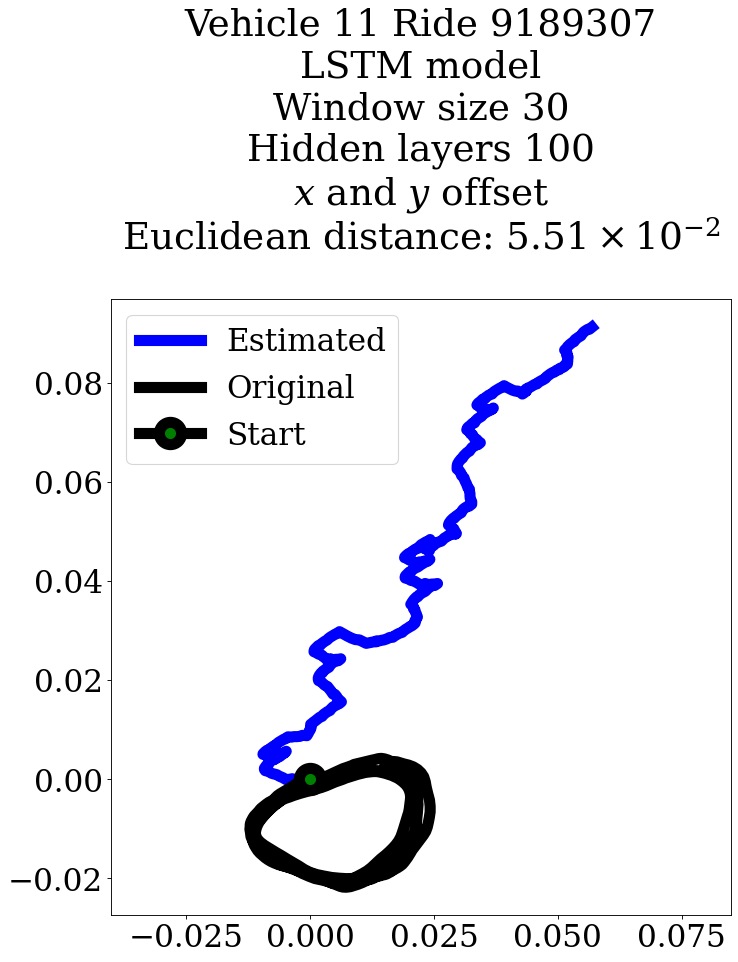 Vehicle 11 Ride 9189307
LSTM model
Window size 30
Hidden layers 100
x and y offset
Euclidean distance: 5.51 × 10⁻²
Estimated
Original
Start
0.08
0.06
0.04
0.02
0.00
−0.02
−0.025 0.000 0.025 0.050 0.075